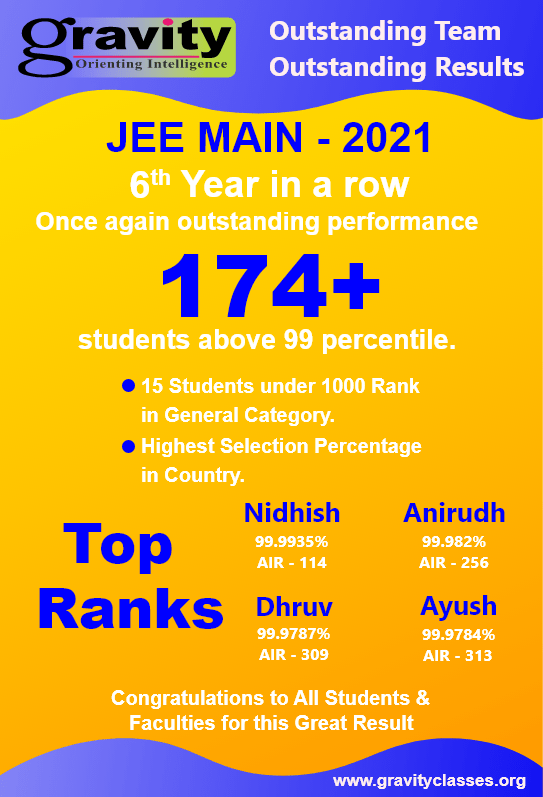 gravity
Orienting Intelligence
Outstanding Team
Outstanding Results
JEE MAIN - 2021
6th Year in a row
Once again outstanding performance
174+
students above 99 percentile.
15 Students under 1000 Rank
in General Category.
Highest Selection Percentage
in Country.
Top
Ranks
Nidhish
99.9935%
AIR - 114
Anirudh
99.982%
AIR - 256
Dhruv
99.9787%
AIR - 309
Ayush
99.9784%
AIR - 313
Congratulations to All Students &
Faculties for this Great Result
www.gravityclasses.org